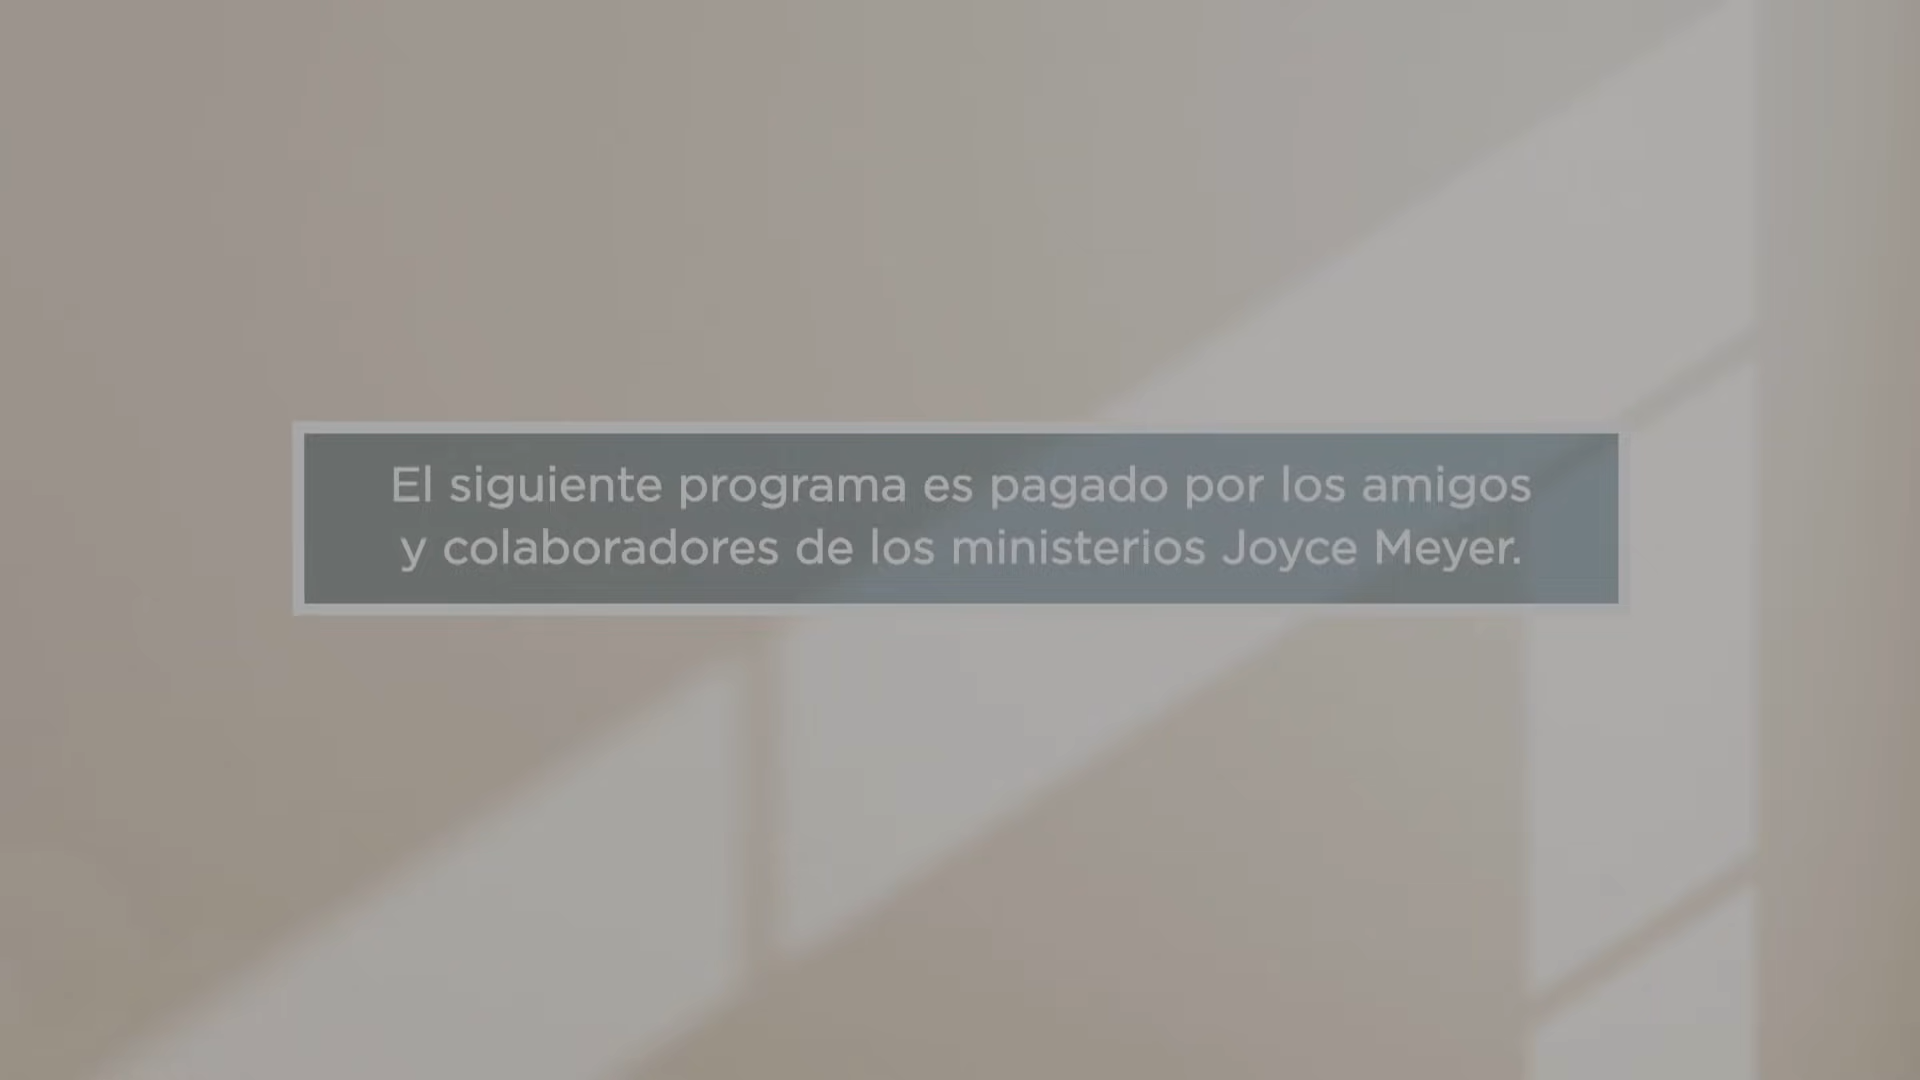 El siguiente programa es pagado por los amigos
y colaboradores de los ministerios Joyce Meyer.